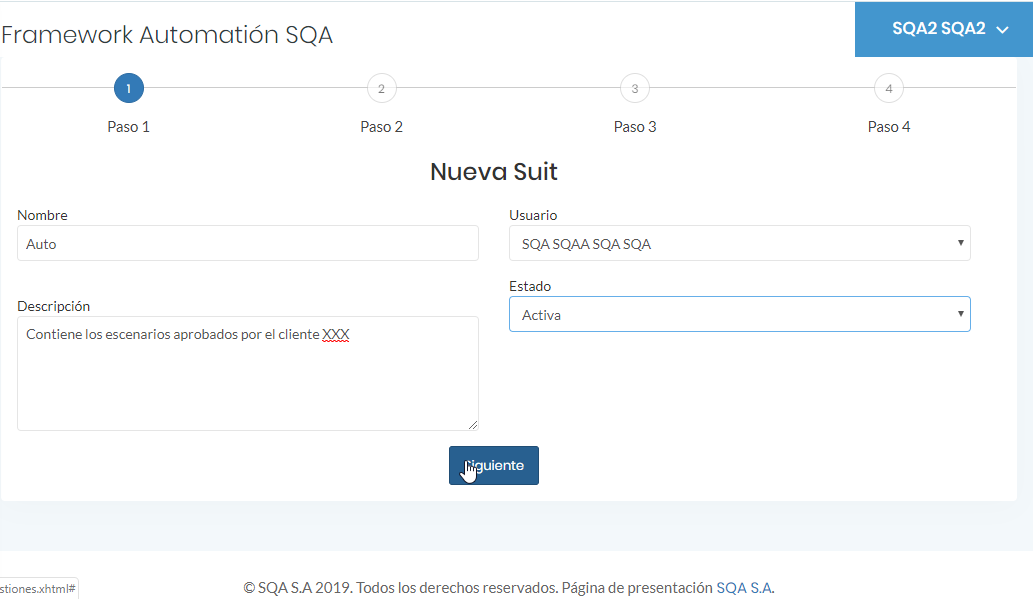 Framework Automatión SQA
SQA2 SQA2
1 2 3 4
Paso 1 Paso 2 Paso 3 Paso 4
Nueva Suit
Nombre
Usuario
Auto
SQA SQAA SQA SQA
Estado
Descripción
Activa
Contiene los escenarios aprobados por el cliente XXX
Siguiente
stiones.xhtml#
© SQA S.A 2019. Todos los derechos reservados. Página de presentación SQA S.A.